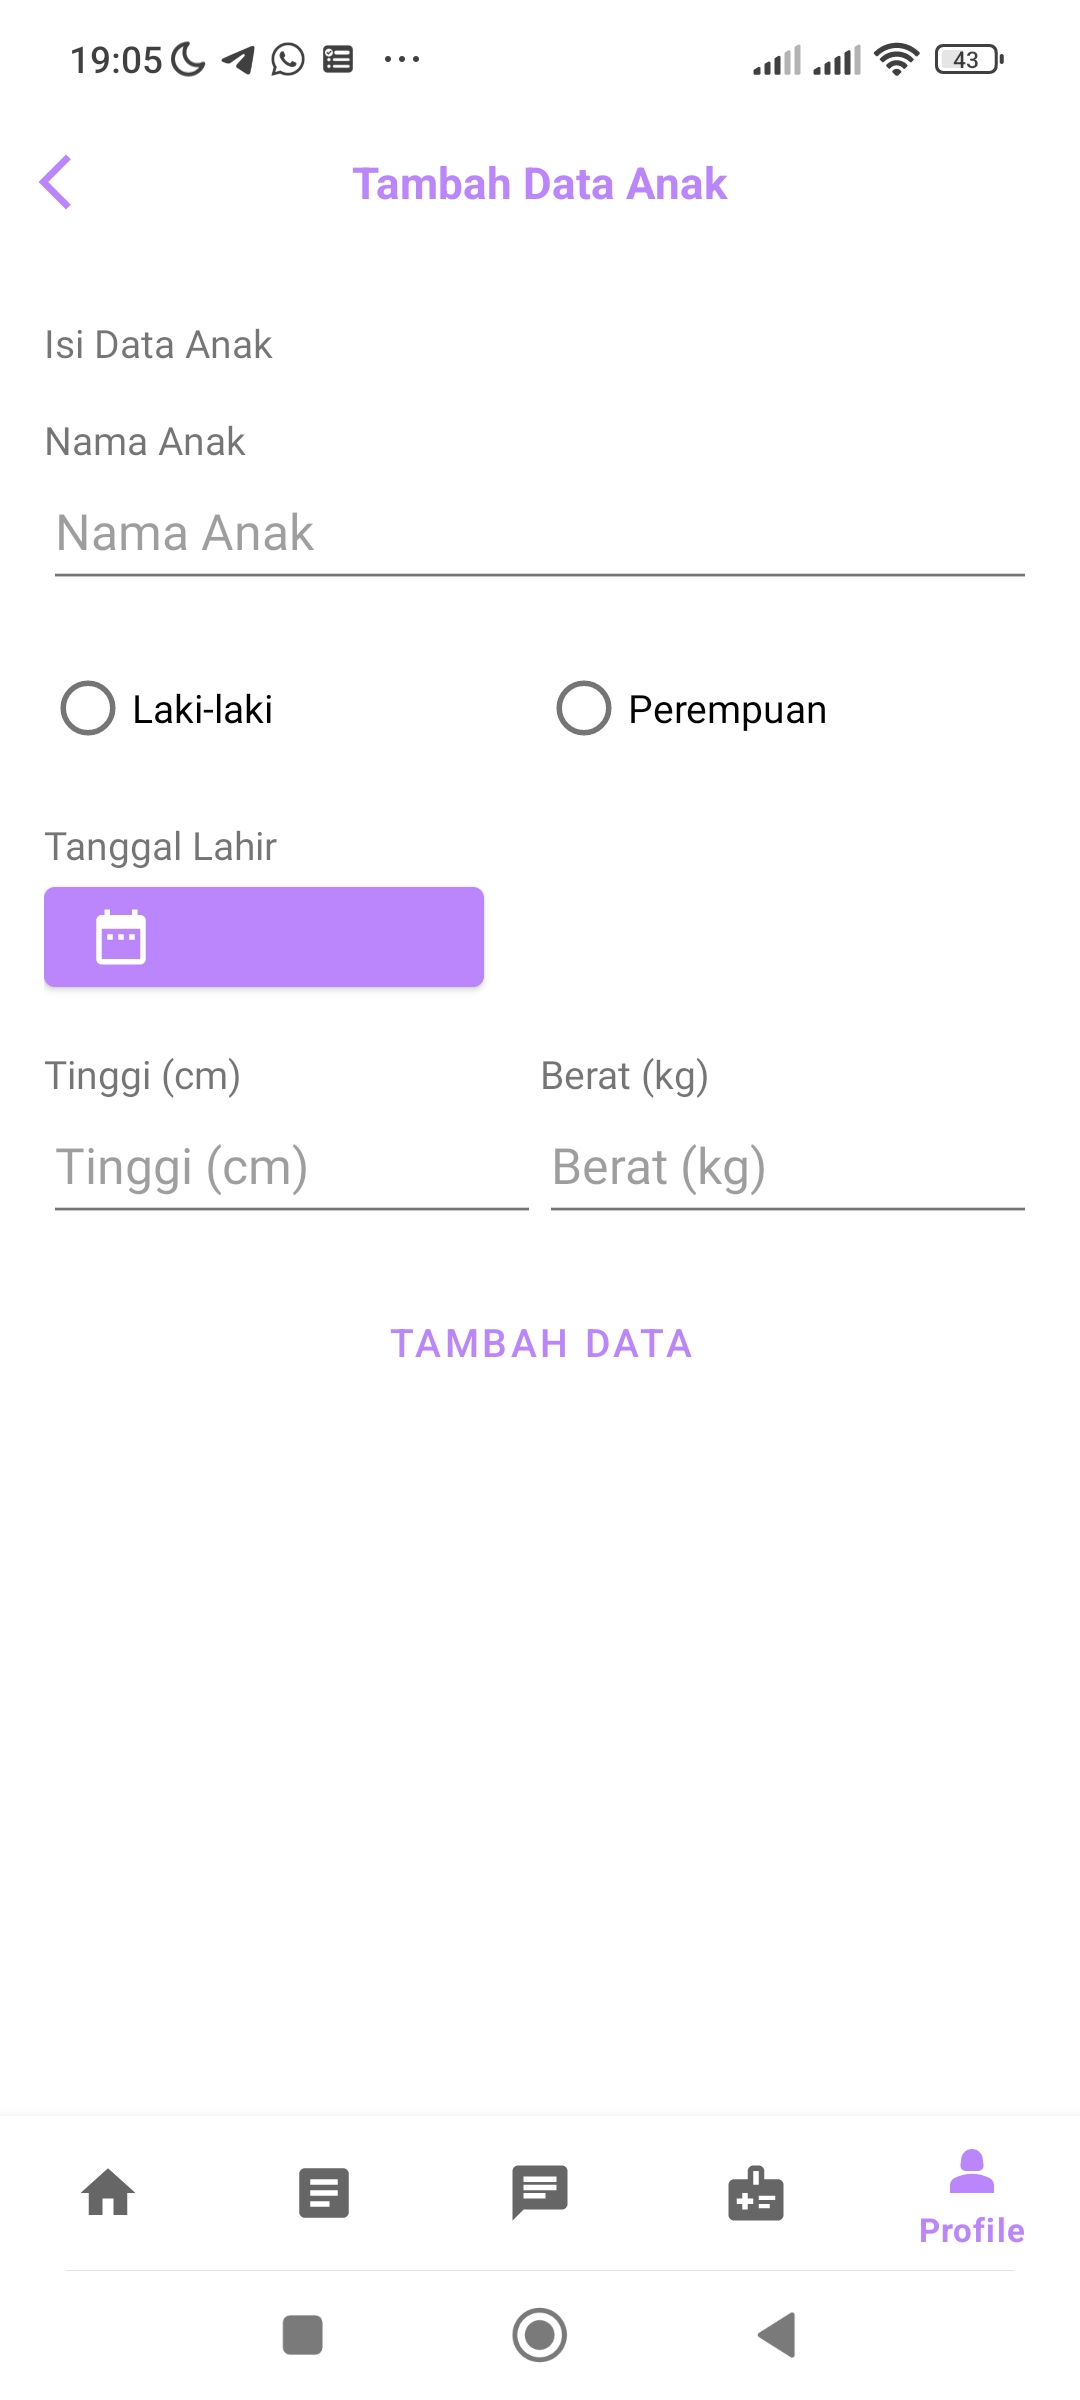 19:05 43
Tambah Data Anak
Isi Data Anak
Nama Anak
Nama Anak
Laki-laki Perempuan
Tanggal Lahir
Tinggi (cm) Berat (kg)
Tinggi (cm) Berat (kg)
TAMBAH DATA
Profile